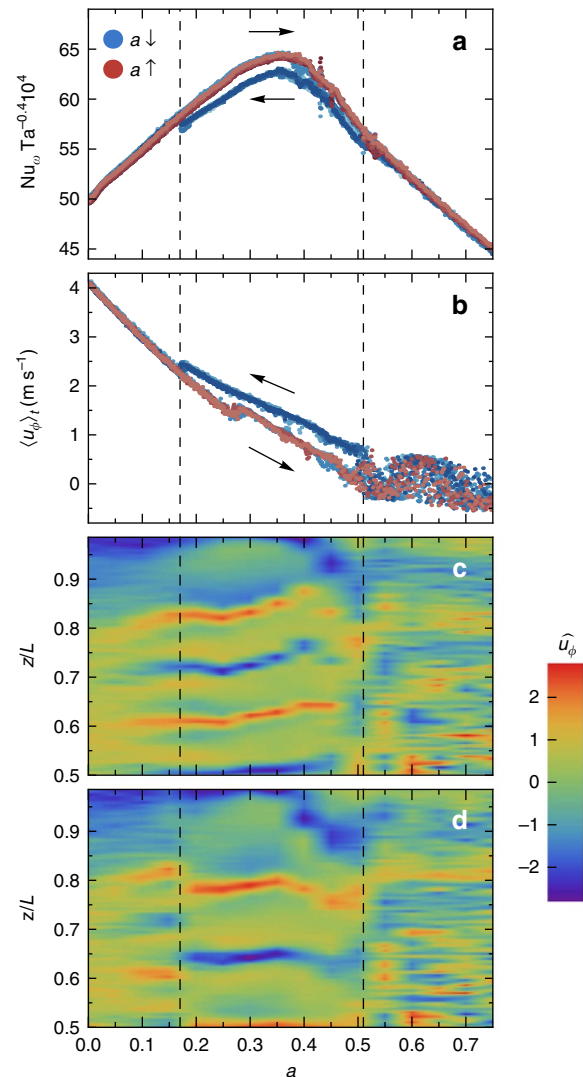 a
a ↓
a ↑
65
60
55
50
45
Nu_ω Ta^−0.4 10^4
b
4
3
2
1
0
⟨u_ϕ⟩_t (m s^−1)
c
0.9
0.8
0.7
0.6
0.5
z/L
d
0.9
0.8
0.7
0.6
0.5
z/L
0.0 0.1 0.2 0.3 0.4 0.5 0.6 0.7
a
\widehat{u_ϕ}
2
1
0
−1
−2